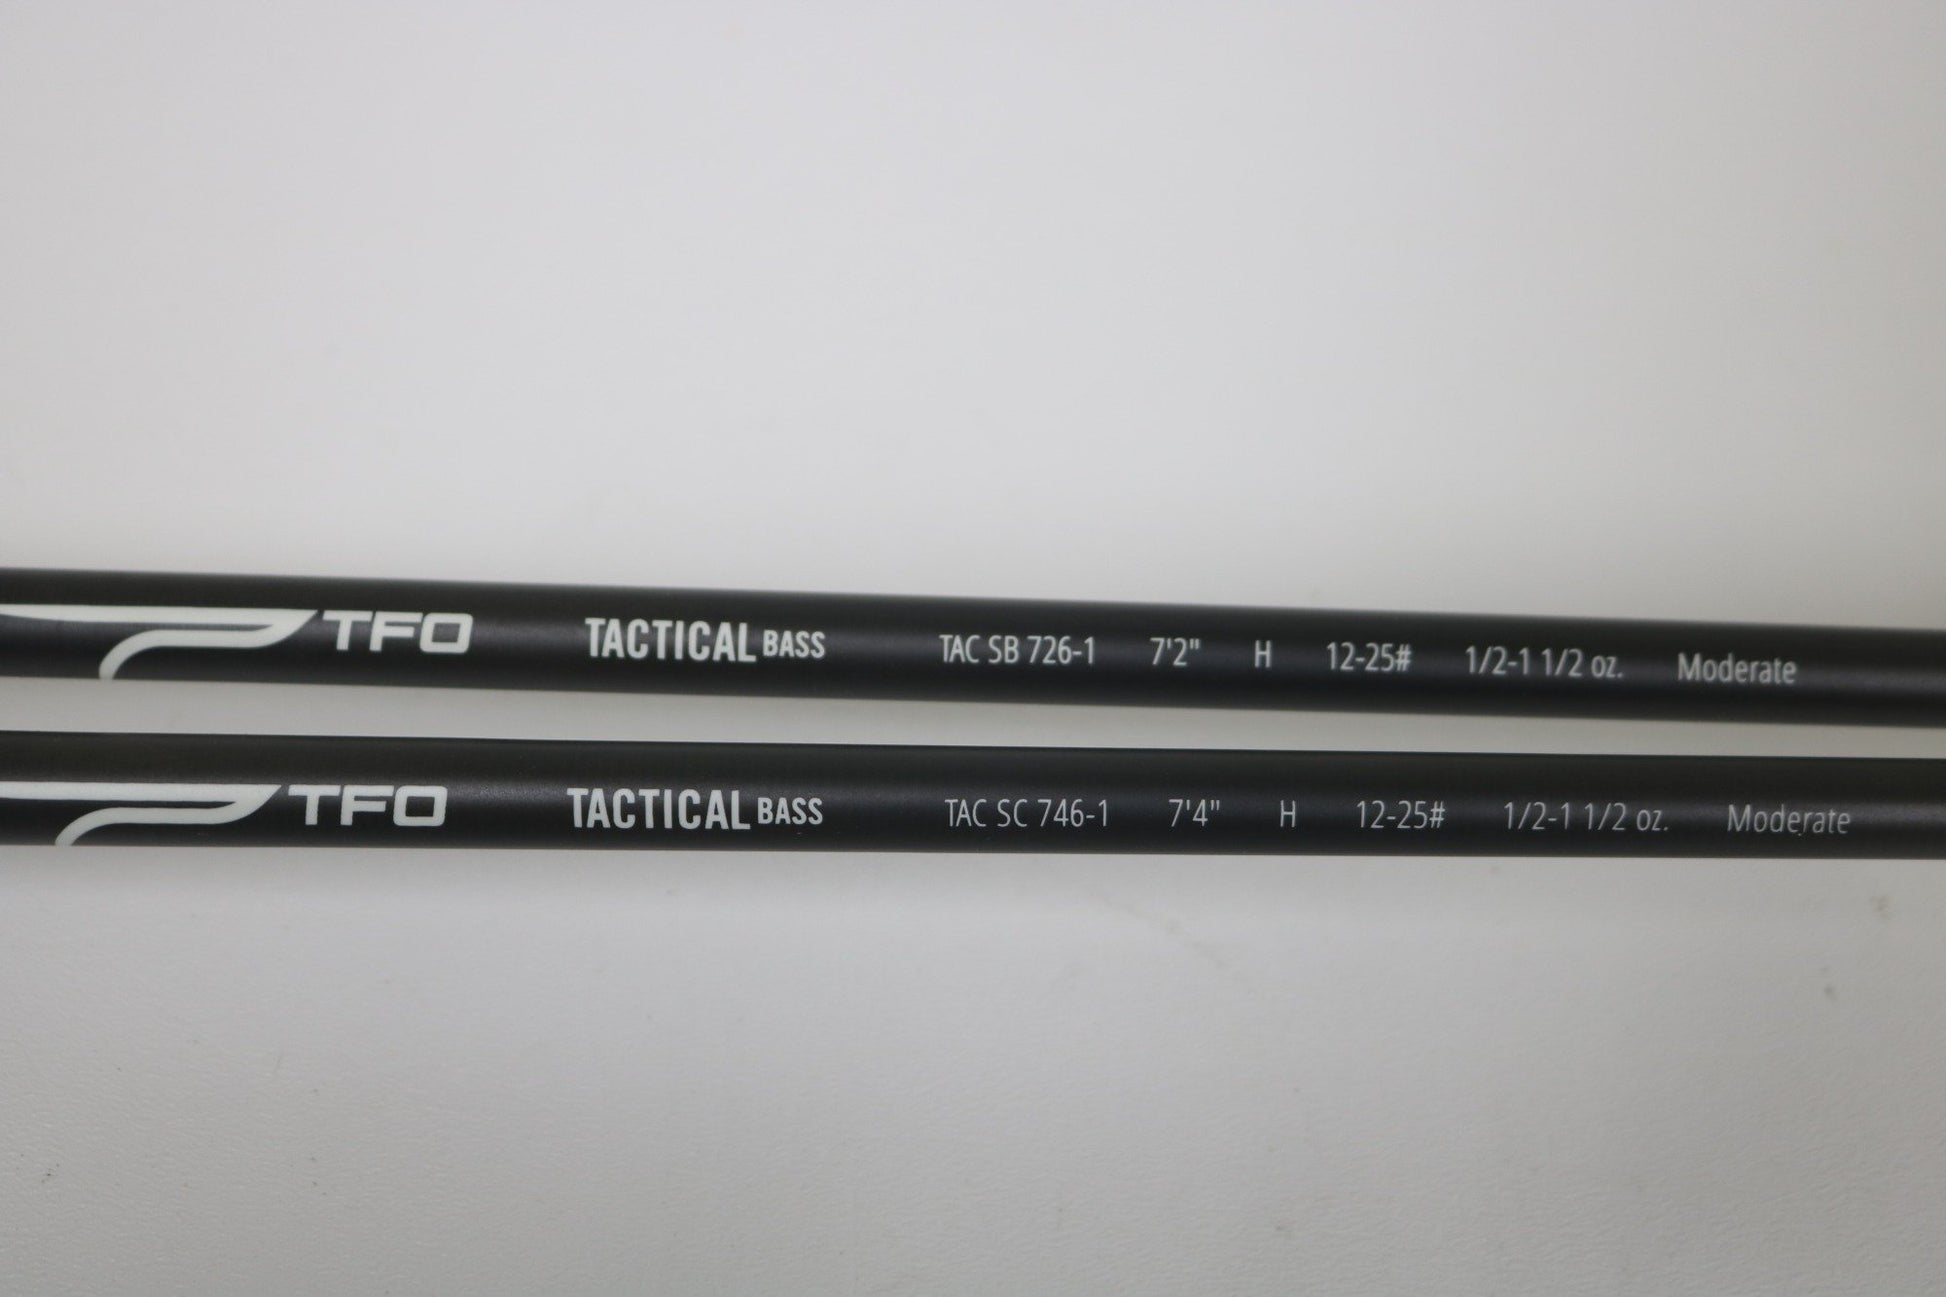 TFO TACTICAL BASS TAC SB 726-1 7'2" H 12-25# 1/2-1 1/2 oz. Moderate
TFO TACTICAL BASS TAC SC 746-1 7'4" H 12-25# 1/2-1 1/2 oz. Moderate